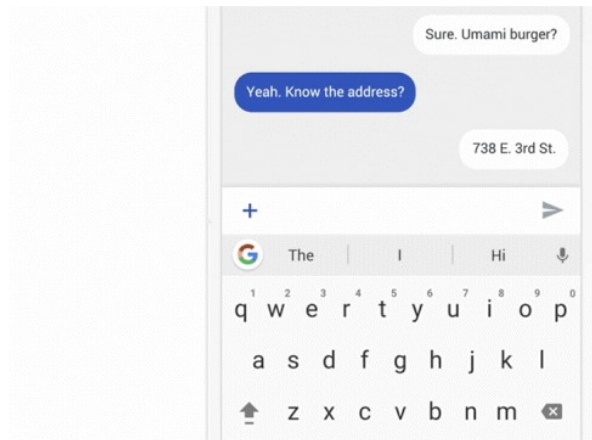 Sure. Umami burger?
Yeah. Know the address?
738 E. 3rd St.
+
G The I Hi
1 2 3 4 5 6 7 8 9 0
q w e r t y u i o p
a s d f g h j k l
z x c v b n m